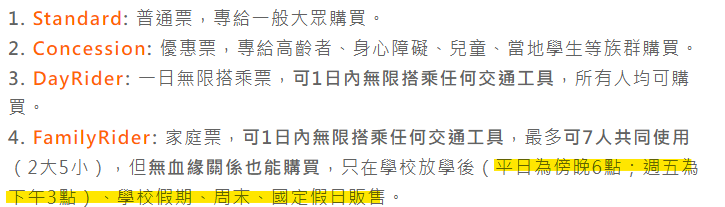 1. Standard: 普通票，專給一般大眾購買。
2. Concession: 優惠票，專給高齡者、身心障礙、兒童、當地學生等族群購買。
3. DayRider: 一日無限搭乘票，可1日內無限搭乘任何交通工具，所有人均可購
買。
4. FamilyRider: 家庭票，可1日內無限搭乘任何交通工具，最多可7人共同使用
（2大5小），但無血緣關係也能購買，只在學校放學後（平日為傍晚6點；週五為
下午3點）、學校假期、周末、國定假日販售。